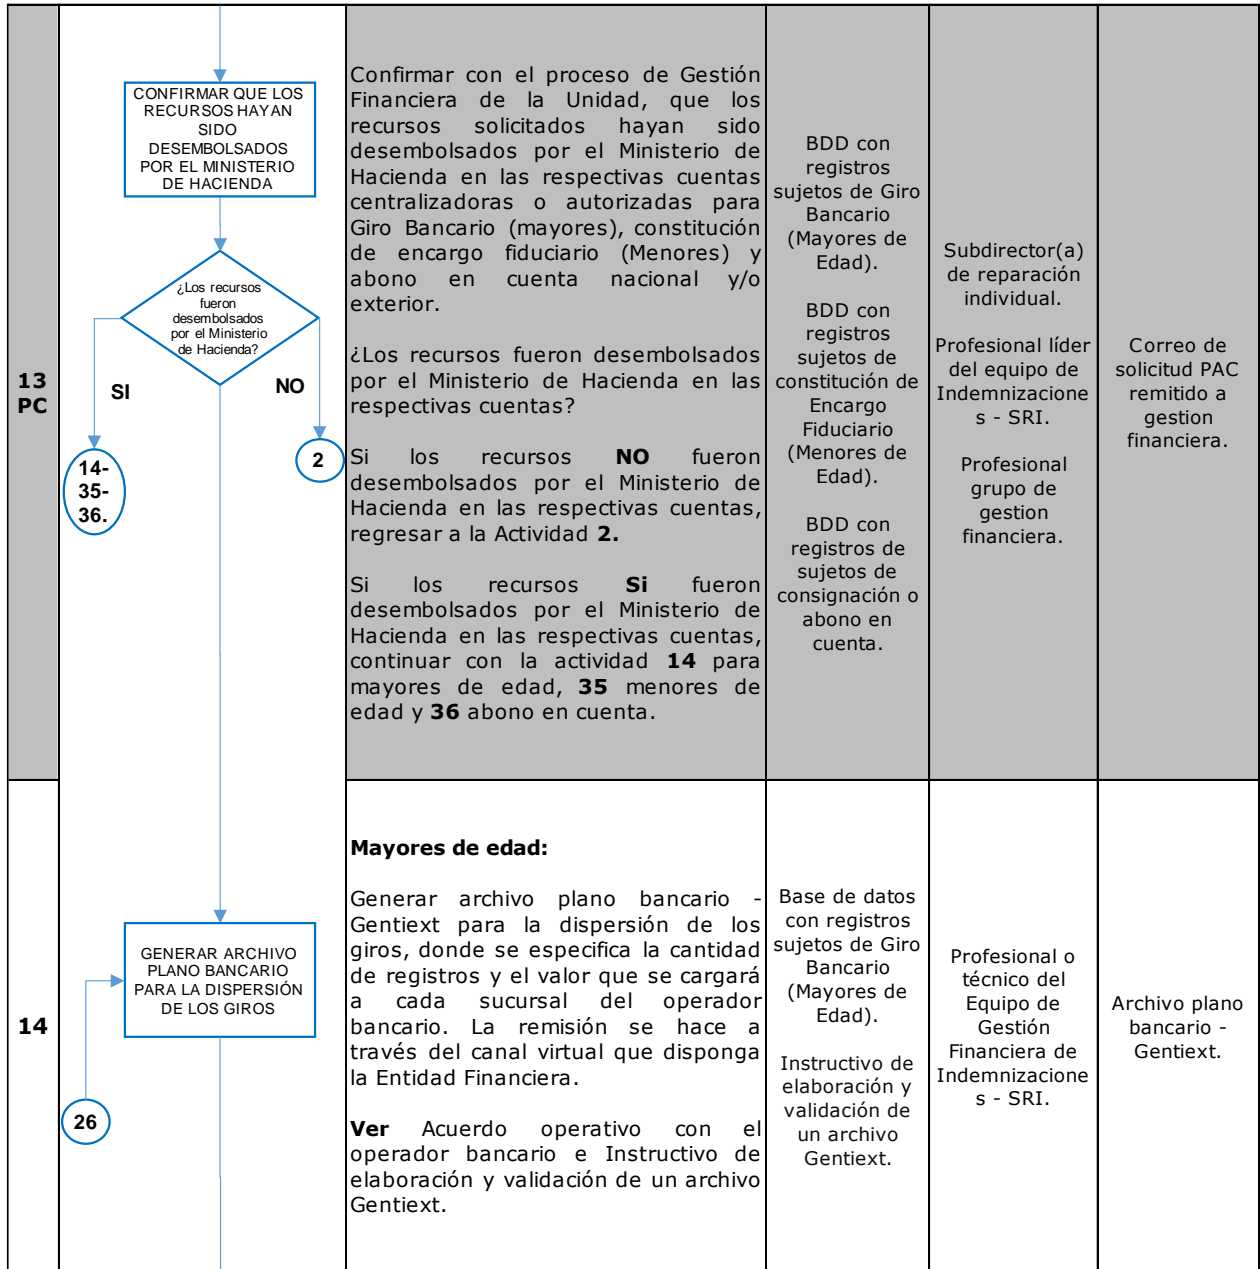 13
PC
CONFIRMAR QUE LOS
RECURSOS HAYAN
SIDO
DESEMBOLSADOS
POR EL MINISTERIO
DE HACIENDA
¿Los recursos
fueron
desembolsados
por el Ministerio
de Hacienda?
SI
NO
14-
35-
36.
2
Confirmar con el proceso de Gestión
Financiera de la Unidad, que los
recursos solicitados hayan sido
desembolsados por el Ministerio de
Hacienda en las respectivas cuentas
centralizadoras o autorizadas para
Giro Bancario (mayores), constitución
de encargo fiduciario (Menores) y
abono en cuenta nacional y/o
exterior.
¿Los recursos fueron desembolsados
por el Ministerio de Hacienda en las
respectivas cuentas?
Si los recursos NO fueron
desembolsados por el Ministerio de
Hacienda en las respectivas cuentas,
regresar a la Actividad 2.
Si los recursos Si fueron
desembolsados por el Ministerio de
Hacienda en las respectivas cuentas,
continuar con la actividad 14 para
mayores de edad, 35 menores de
edad y 36 abono en cuenta.
BDD con
registros
sujetos de Giro
Bancario
(Mayores de
Edad).
BDD con
registros
sujetos de
constitución de
Encargo
Fiduciario
(Menores de
Edad).
BDD con
registros de
sujetos de
consignación o
abono en
cuenta.
Subdirector(a)
de reparación
individual.
Profesional líder
del equipo de
Indemnizacione
s - SRI.
Profesional
grupo de
gestion
financiera.
Correo de
solicitud PAC
remitido a
gestion
financiera.
14
GENERAR ARCHIVO
PLANO BANCARIO
PARA LA DISPERSIÓN
DE LOS GIROS
26
Mayores de edad:
Generar archivo plano bancario -
Gentiext para la dispersión de los
giros, donde se especifica la cantidad
de registros y el valor que se cargará
a cada sucursal del operador
bancario. La remisión se hace a
través del canal virtual que disponga
la Entidad Financiera.
Ver Acuerdo operativo con el
operador bancario e Instructivo de
elaboración y validación de un archivo
Gentiext.
Base de datos
con registros
sujetos de Giro
Bancario
(Mayores de
Edad).
Instructivo de
elaboración y
validación de
un archivo
Gentiext.
Profesional o
técnico del
Equipo de
Gestión
Financiera de
Indemnizacione
s - SRI.
Archivo plano
bancario -
Gentiext.